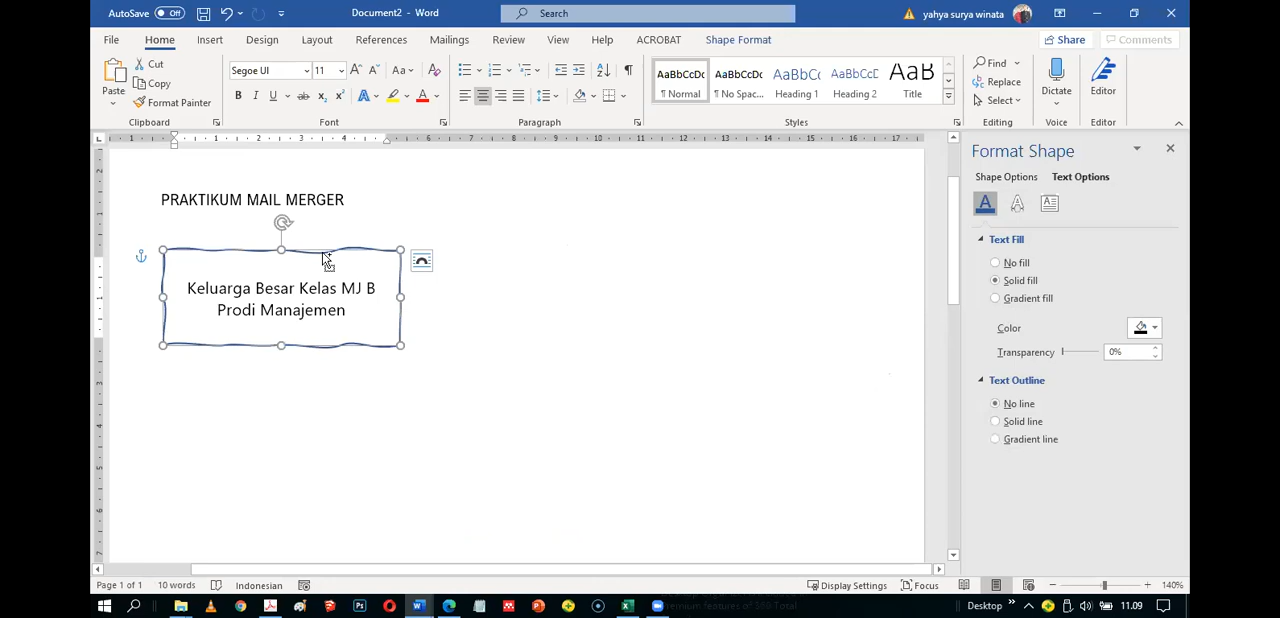 AutoSave Off Document2 - Word Search yahya surya winata
File Home Insert Design Layout References Mailings Review View Help ACROBAT Shape Format Share Comments
Paste Cut Copy Format Painter
Segoe UI 11
AaBbCcDc AaBbCcDc AaBbCc AaBbCcD AaB
Normal No Spac... Heading 1 Heading 2 Title
Find Replace Select
Dictate Editor
Clipboard Font Paragraph Styles Editing Voice Editor
PRAKTIKUM MAIL MERGER
Keluarga Besar Kelas MJ B
Prodi Manajemen
Format Shape
Shape Options Text Options
Text Fill
No fill
Solid fill
Gradient fill
Color
Transparency 0%
Text Outline
No line
Solid line
Gradient line
Page 1 of 1 10 words Indonesian Display Settings Focus 140%
Desktop 11.09